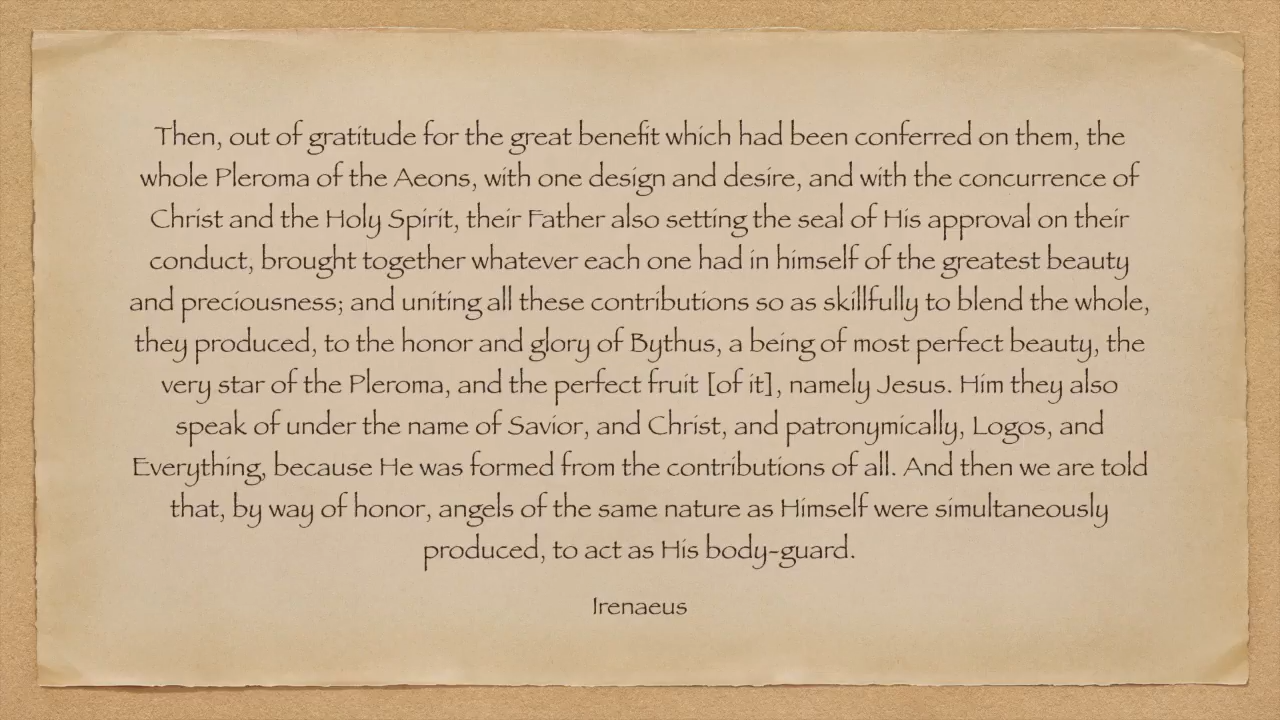 Then, out of gratitude for the great benefit which had been conferred on them, the
whole Pleroma of the Aeons, with one design and desire, and with the concurrence of
Christ and the Holy Spirit, their Father also setting the seal of His approval on their
conduct, brought together whatever each one had in himself of the greatest beauty
and preciousness; and uniting all these contributions so as skillfully to blend the whole,
they produced, to the honor and glory of Bythus, a being of most perfect beauty, the
very star of the Pleroma, and the perfect fruit [of it], namely Jesus. Him they also
speak of under the name of Savior, and Christ, and patronymically, Logos, and
Everything, because He was formed from the contributions of all. And then we are told
that, by way of honor, angels of the same nature as Himself were simultaneously
produced, to act as His body-guard.
Irenaeus